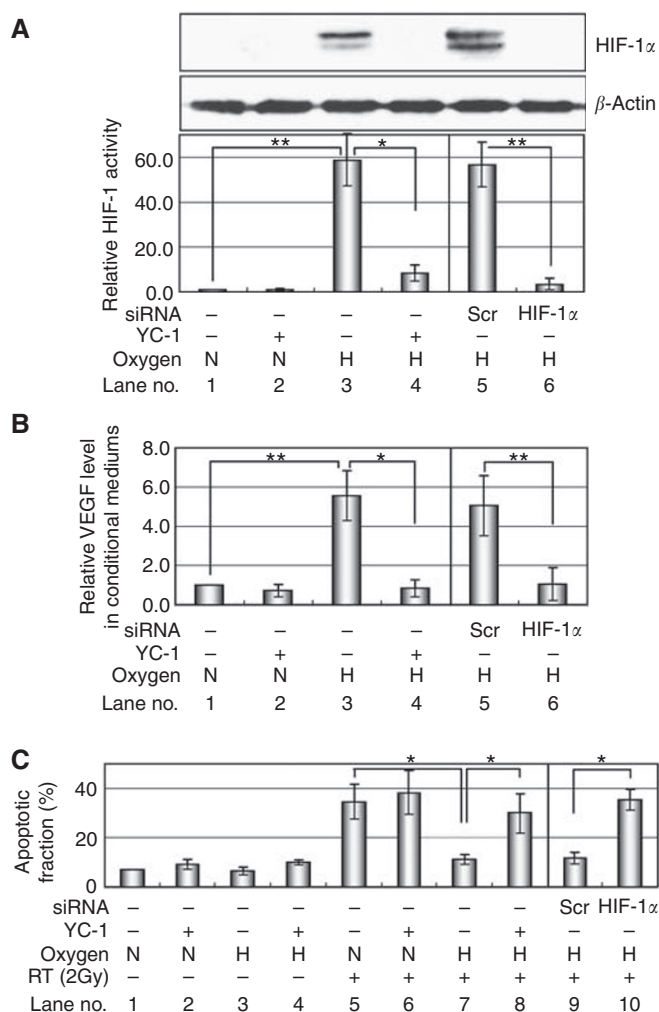 A
HIF-1α
β-Actin
Relative HIF-1 activity
60.0
40.0
20.0
0.0
** * **
siRNA – – – – Scr HIF-1α
YC-1 – + – + – –
Oxygen N N H H H H
Lane no. 1 2 3 4 5 6
B
Relative VEGF level
in conditional mediums
8.0
6.0
4.0
2.0
0.0
** * **
siRNA – – – – Scr HIF-1α
YC-1 – + – + – –
Oxygen N N H H H H
Lane no. 1 2 3 4 5 6
C
Apoptotic
fraction (%)
40
20
0
* * *
siRNA – – – – – – – – Scr HIF-1α
YC-1 – + – + – + – + – –
Oxygen N N H H N N H H H H
RT (2Gy) – – – – + + + + + +
Lane no. 1 2 3 4 5 6 7 8 9 10